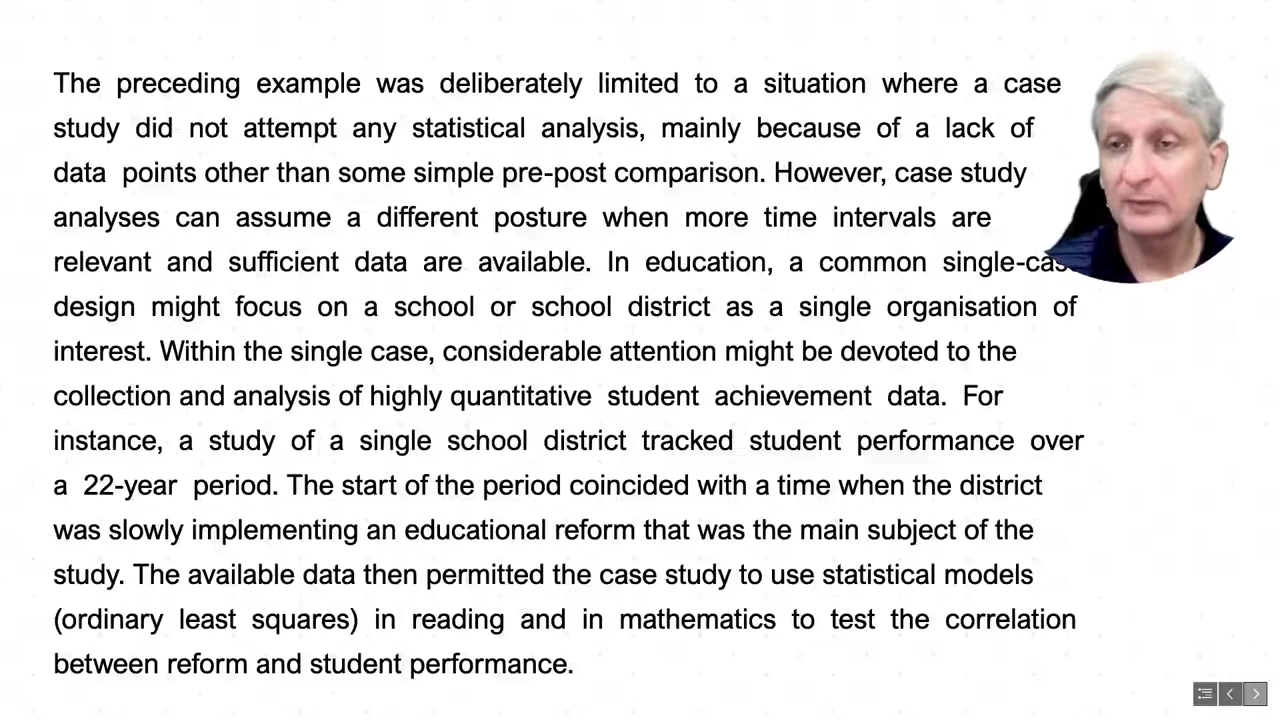 The preceding example was deliberately limited to a situation where a case
study did not attempt any statistical analysis, mainly because of a lack of
data points other than some simple pre-post comparison. However, case study
analyses can assume a different posture when more time intervals are
relevant and sufficient data are available. In education, a common single-case
design might focus on a school or school district as a single organisation of
interest. Within the single case, considerable attention might be devoted to the
collection and analysis of highly quantitative student achievement data. For
instance, a study of a single school district tracked student performance over
a 22-year period. The start of the period coincided with a time when the district
was slowly implementing an educational reform that was the main subject of the
study. The available data then permitted the case study to use statistical models
(ordinary least squares) in reading and in mathematics to test the correlation
between reform and student performance.